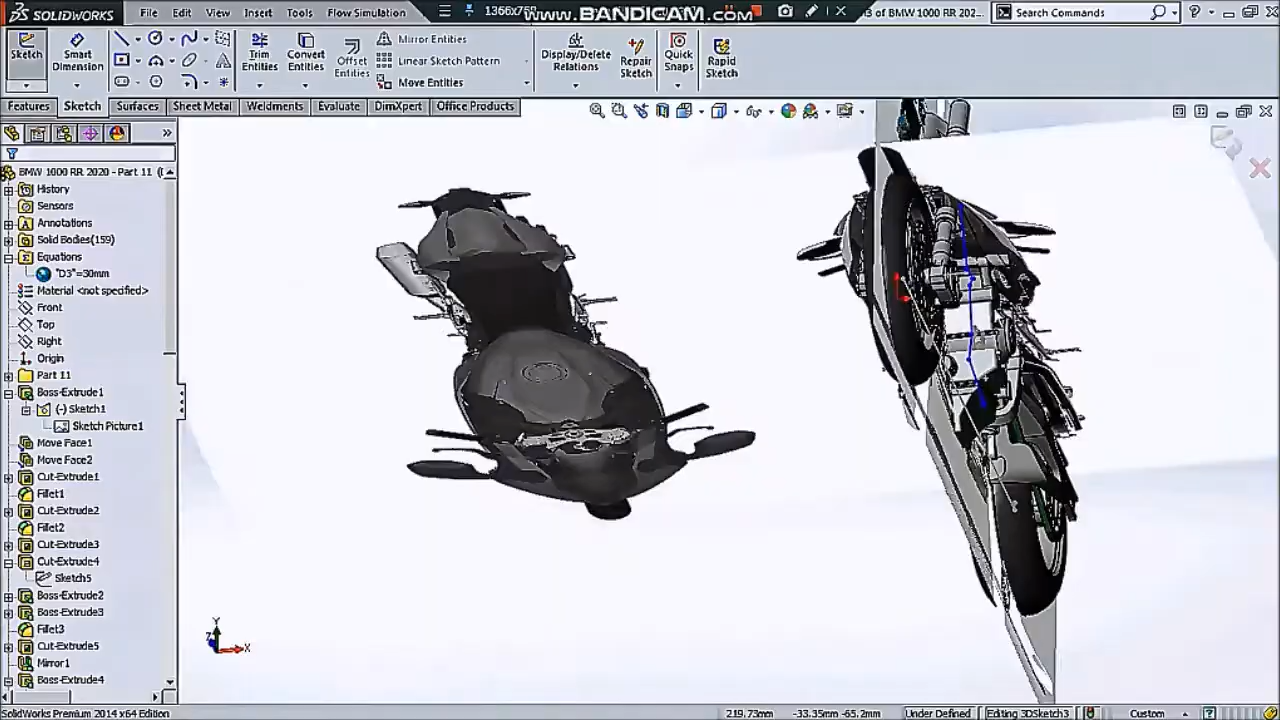 SOLIDWORKS File Edit View Insert Tools Flow Simulation 1366x768 www.BANDICAM.com 3 of BMW 1000 RR 202... Search Commands
Sketch Smart Dimension Trim Entities Convert Entities Offset Entities Mirror Entities Linear Sketch Pattern Move Entities Display/Delete Relations Repair Sketch Quick Snaps Rapid Sketch
Features Sketch Surfaces Sheet Metal Weldments Evaluate DimXpert Office Products
BMW 1000 RR 2020 - Part 11 (
History
Sensors
Annotations
Solid Bodies(159)
Equations
"D3"=30mm
Material <not specified>
Front
Top
Right
Origin
Part 11
Boss-Extrude1
(-) Sketch1
Sketch Picture1
Move Face1
Move Face2
Cut-Extrude1
Fillet1
Cut-Extrude2
Fillet2
Cut-Extrude3
Cut-Extrude4
Sketch5
Boss-Extrude2
Boss-Extrude3
Fillet3
Cut-Extrude5
Mirror1
Boss-Extrude4
Y
Z
X
SolidWorks Premium 2014 x64 Edition 219.73mm -33.35mm -65.2mm Under Defined Editing 3DSketch3 Custom